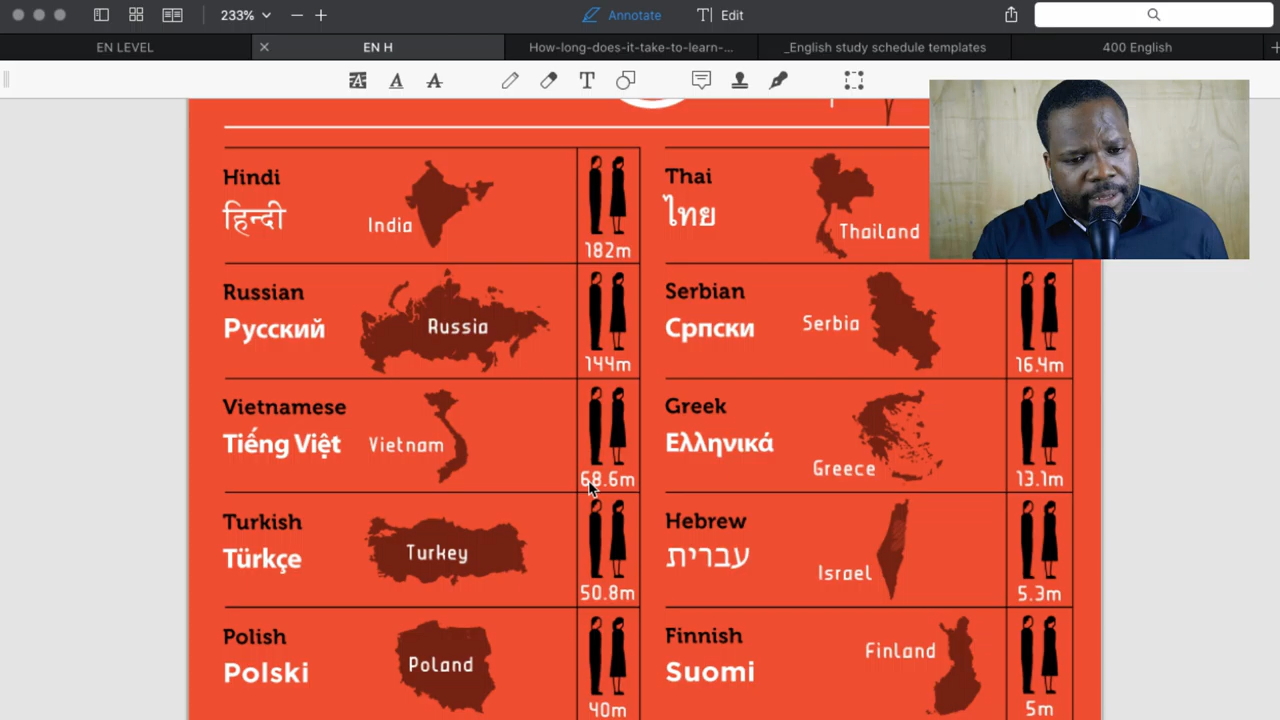 233%
Annotate
Edit
EN LEVEL
EN H
How-long-does-it-take-to-learn-...
_English study schedule templates
400 English
Hindi
हिन्दी
India
182m
Thai
ไทย
Thailand
Russian
Русский
Russia
144m
Serbian
Српски
Serbia
16.4m
Vietnamese
Tiếng Việt
Vietnam
68.6m
Greek
Ελληνικά
Greece
13.1m
Turkish
Türkçe
Turkey
50.8m
Hebrew
עברית
Israel
5.3m
Polish
Polski
Poland
40m
Finnish
Suomi
Finland
5m